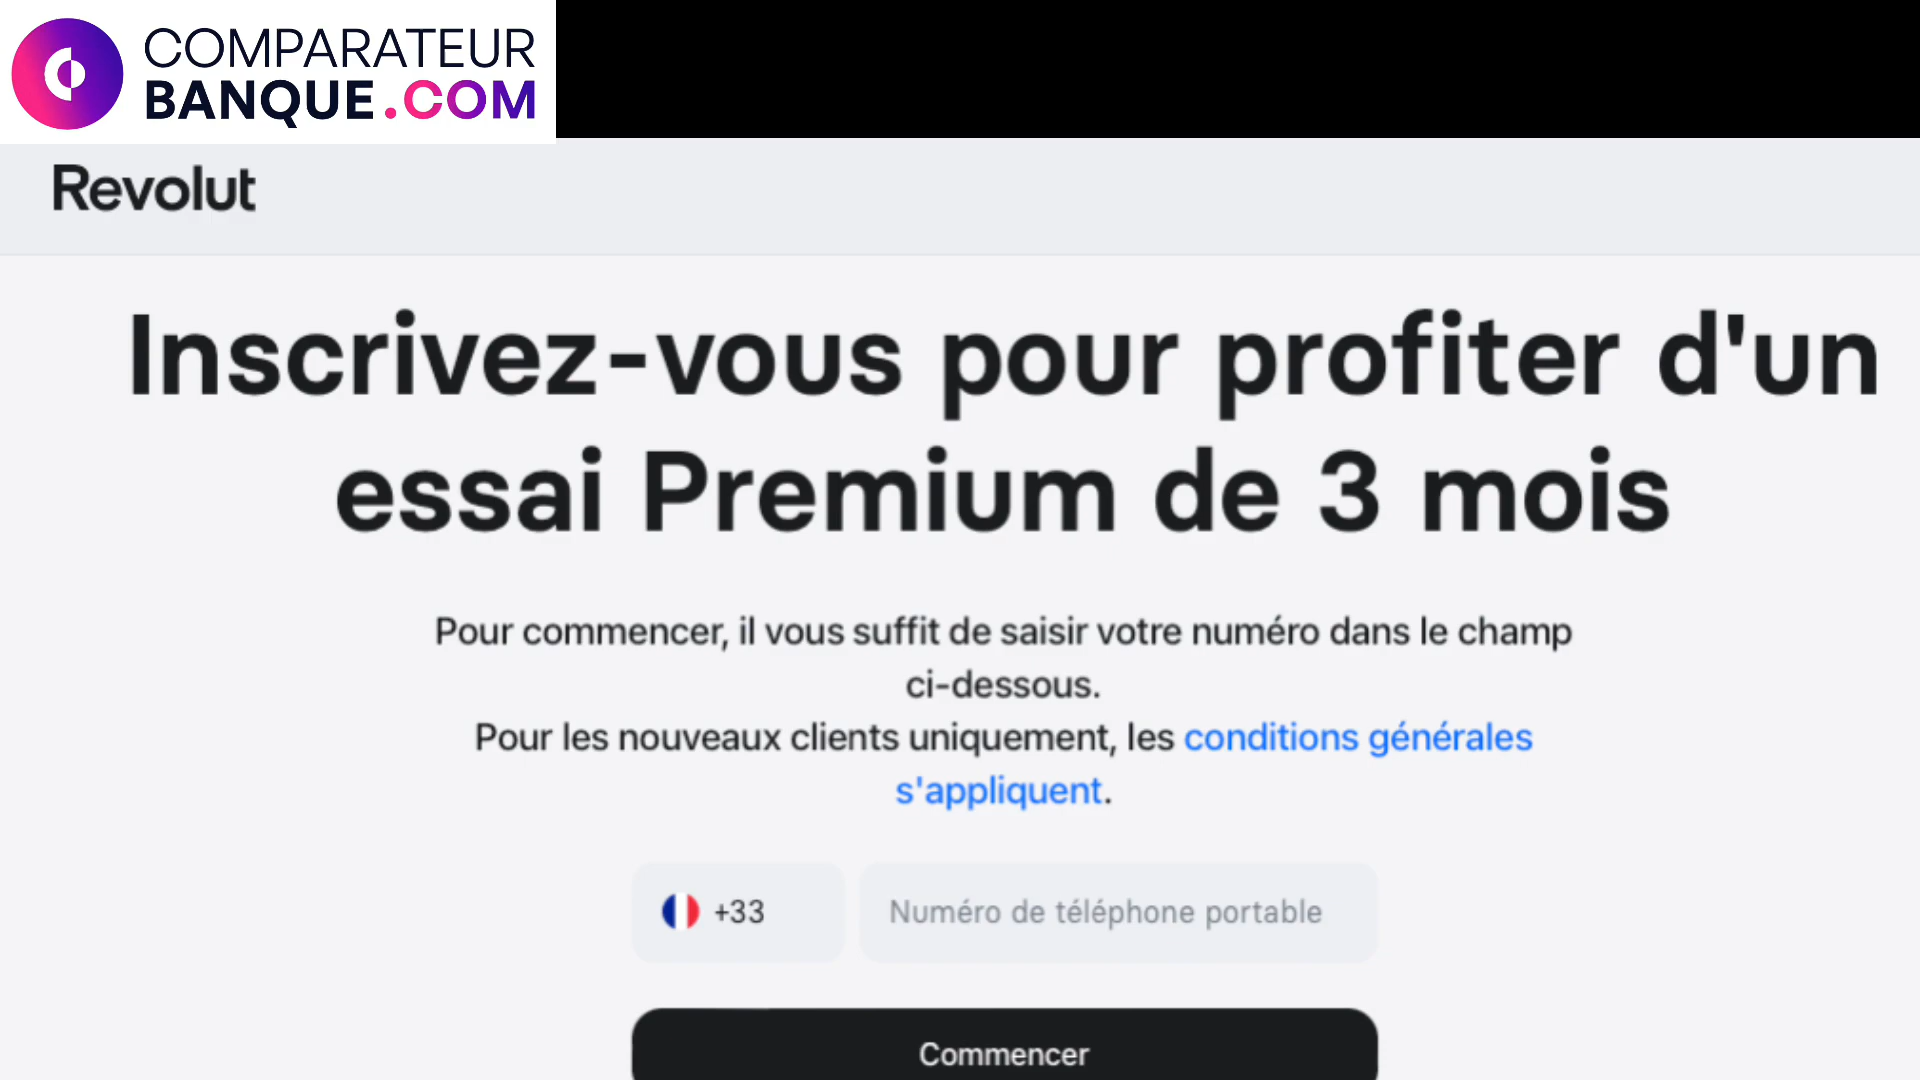 COMPARATEUR
BANQUE.COM
Revolut
Inscrivez-vous pour profiter d'un
essai Premium de 3 mois
Pour commencer, il vous suffit de saisir votre numéro dans le champ
ci-dessous.
Pour les nouveaux clients uniquement, les conditions générales
s'appliquent.
+33 Numéro de téléphone portable
Commencer